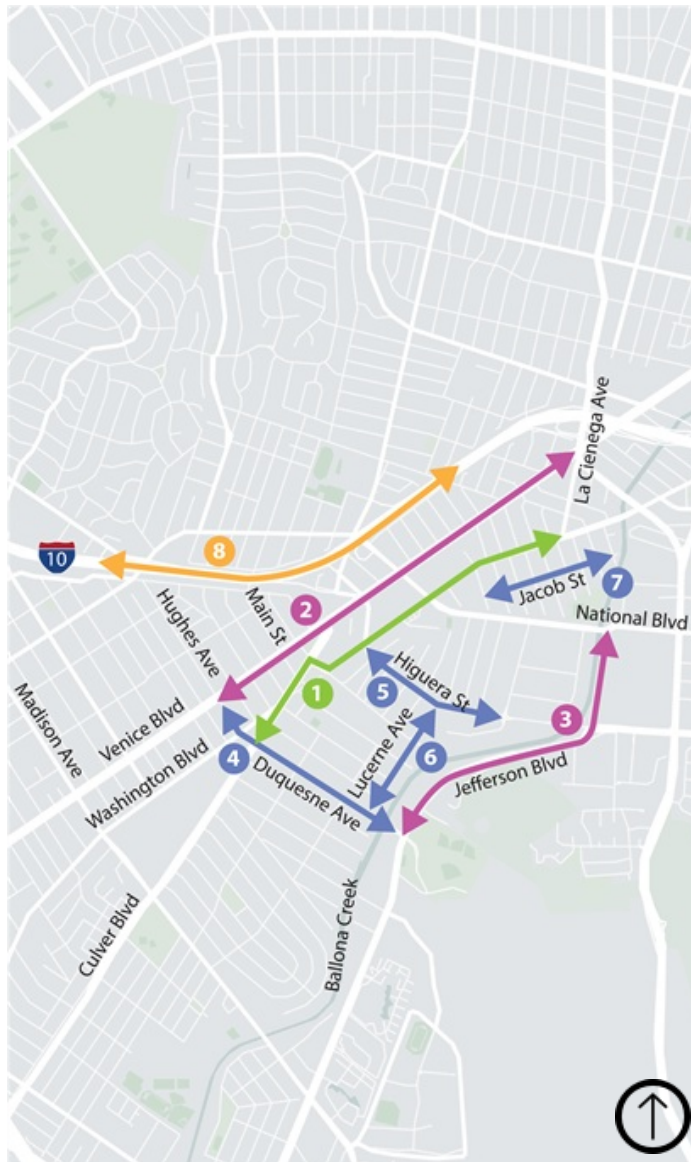 La Cienega Ave
10
8
2
Main St
Hughes Ave
7
Jacob St
National Blvd
1
5
Higuera St
3
Madison Ave
Venice Blvd
Washington Blvd
4
Duquesne Ave
Lucerne Ave
6
Jefferson Blvd
Culver Blvd
Ballona Creek